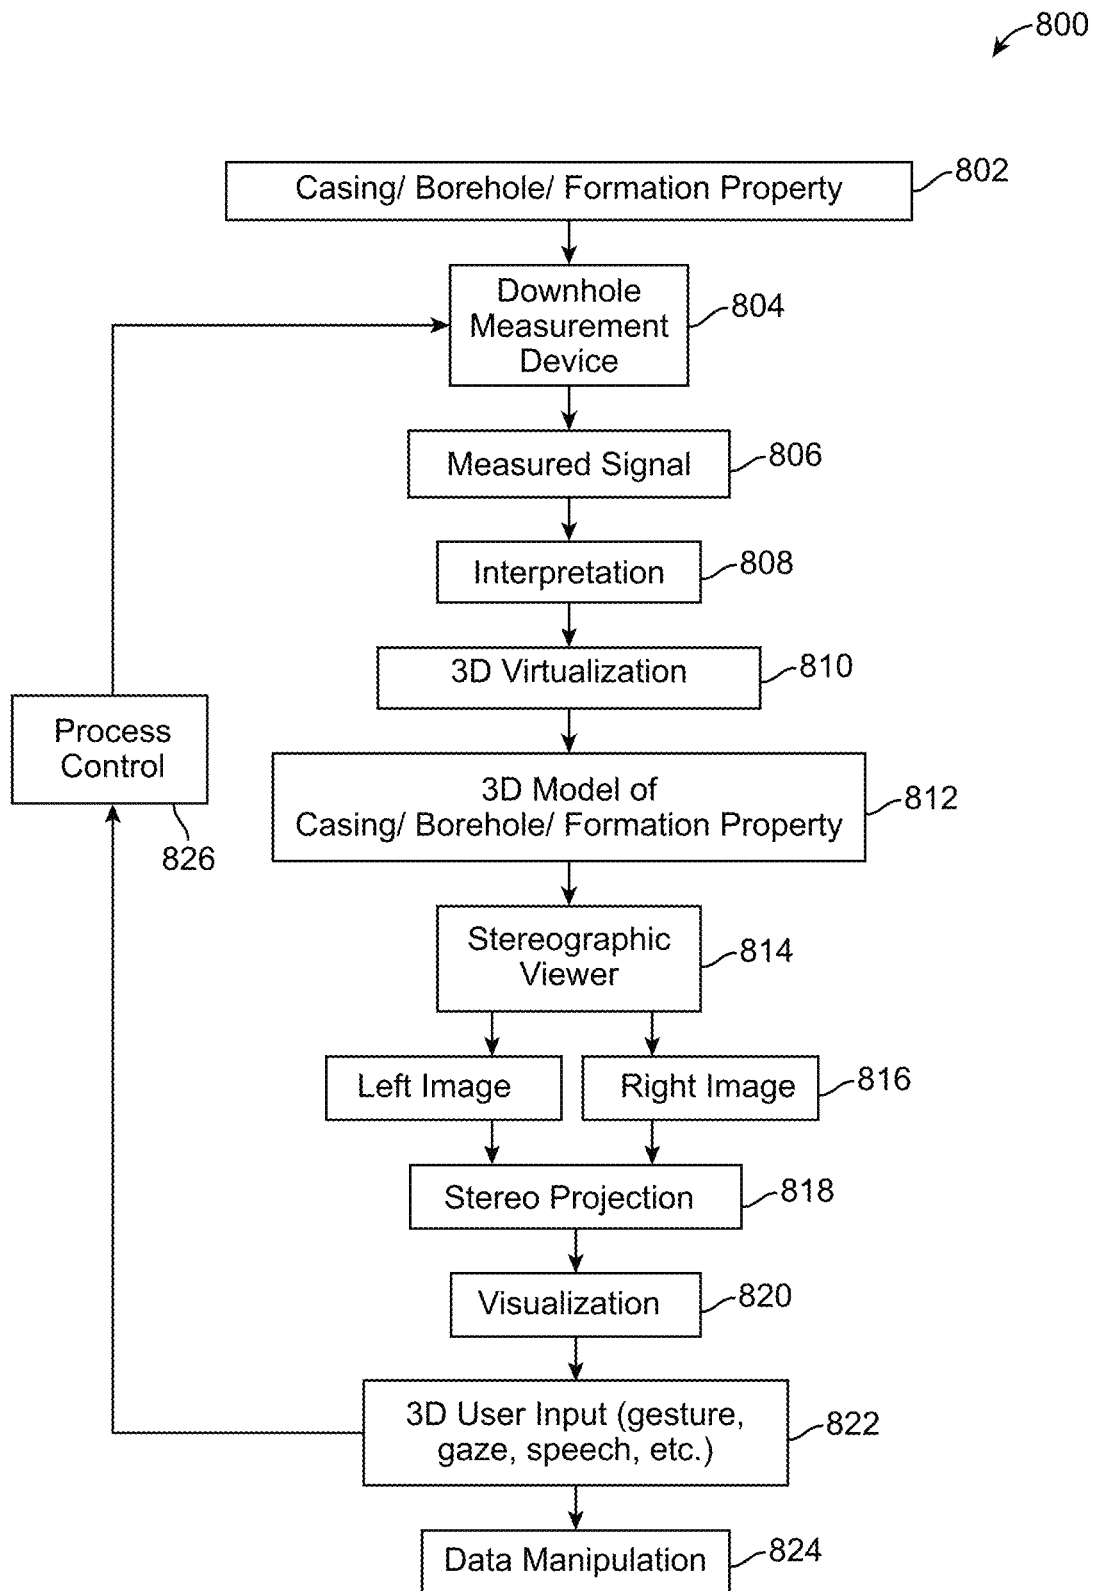 800
Casing/ Borehole/ Formation Property
802
Downhole
Measurement
Device
804
Measured Signal
806
Interpretation
808
3D Virtualization
810
Process
Control
826
3D Model of
Casing/ Borehole/ Formation Property
812
Stereographic
Viewer
814
Left Image
Right Image
816
Stereo Projection
818
Visualization
820
3D User Input (gesture,
gaze, speech, etc.)
822
Data Manipulation
824